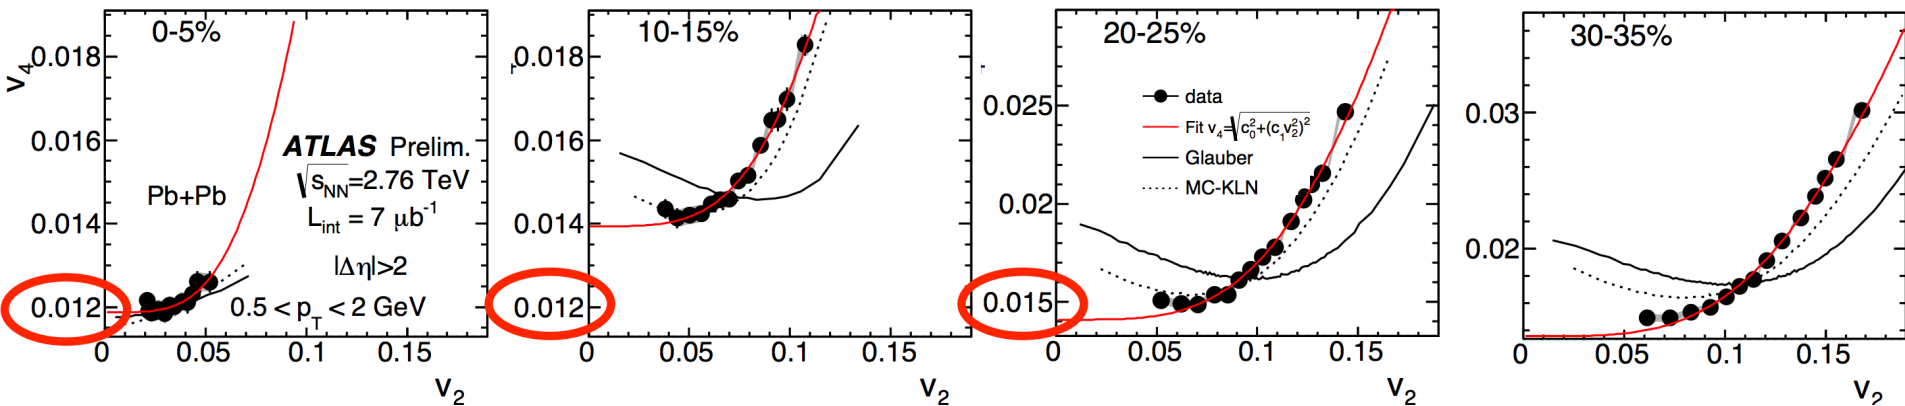 0-5%
v4
0.018
0.016
0.014
0.012
ATLAS Prelim.
√sNN=2.76 TeV
Lint = 7 μb-1
Pb+Pb
|Δη|>2
0.5 < pT < 2 GeV
0 0.05 0.1 0.15
v2
10-15%
0.018
0.016
0.014
0.012
0 0.05 0.1 0.15
v2
20-25%
data
Fit v4=√c0²+(c1v2²)²
Glauber
MC-KLN
0.025
0.02
0.015
0 0.05 0.1 0.15
v2
30-35%
0.03
0.02
0 0.05 0.1 0.15
v2